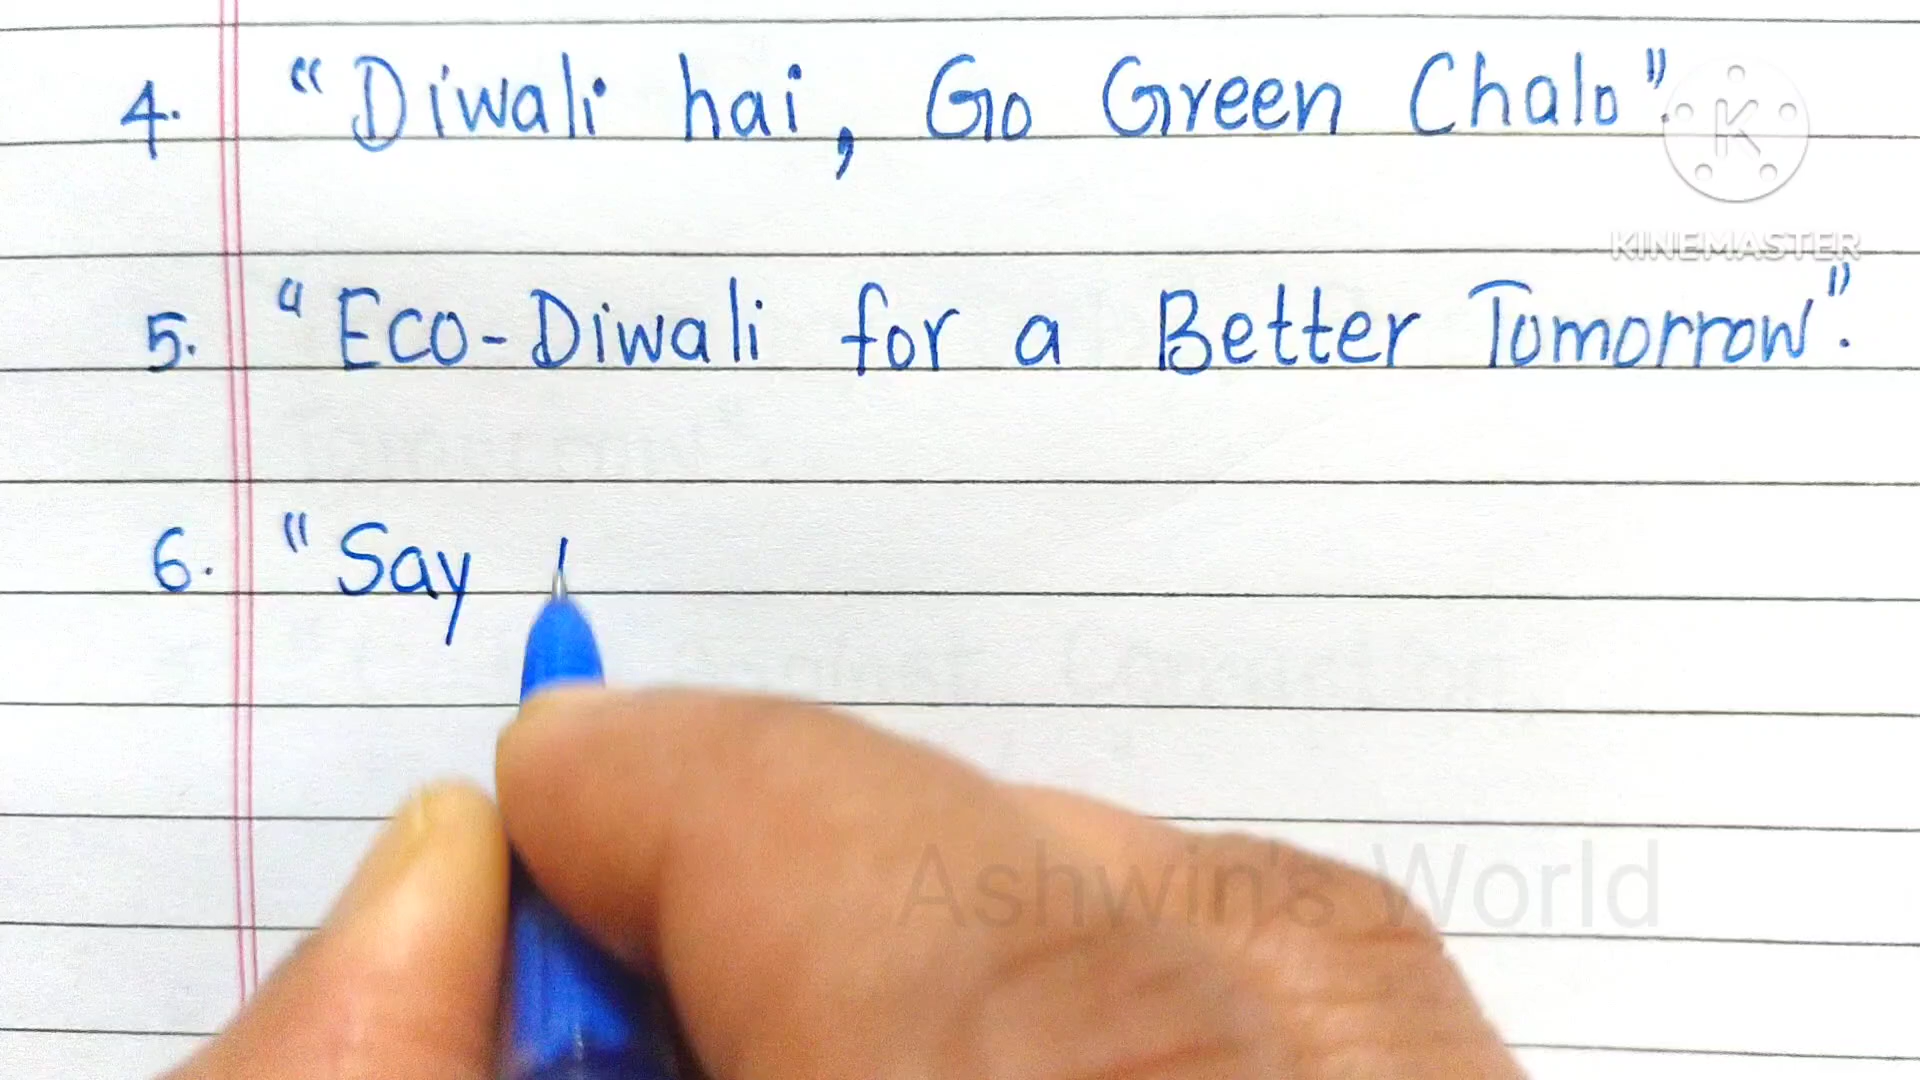 4. "Diwali hai, Go Green Chalo".
KINEMASTER
5. "Eco-Diwali for a Better Tomorrow".
6. "Say
Ashwin's World